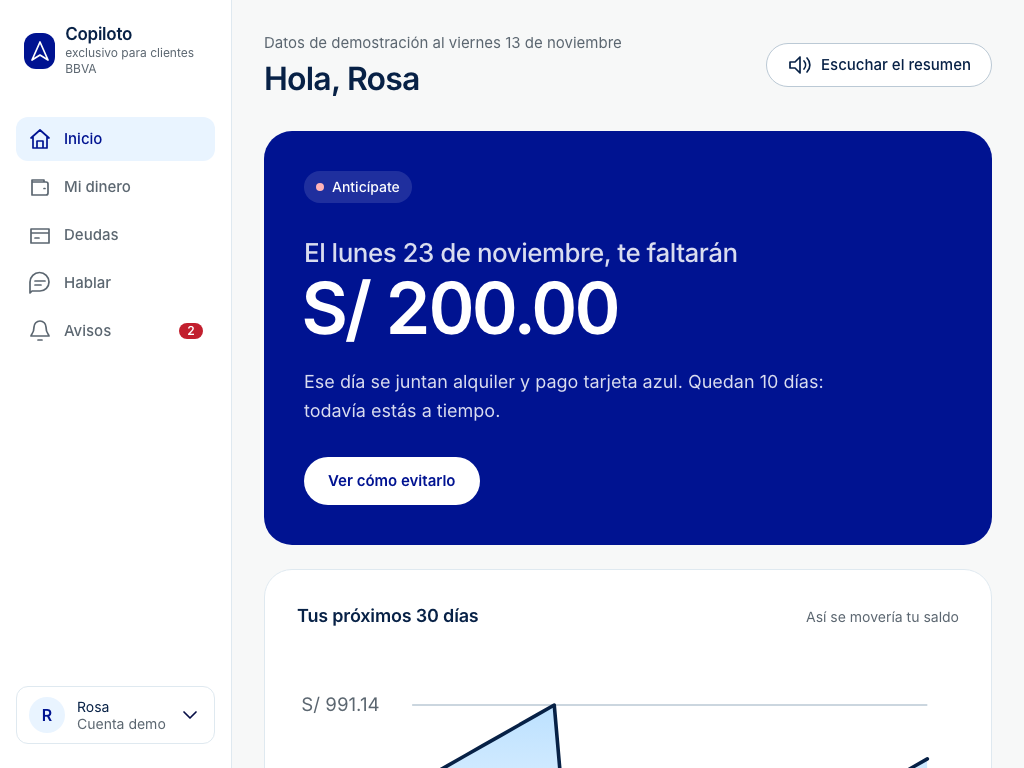 Copiloto
exclusivo para clientes
BBVA
Inicio
Mi dinero
Deudas
Hablar
Avisos 2
R
Rosa
Cuenta demo
Datos de demostración al viernes 13 de noviembre
Hola, Rosa
Escuchar el resumen
Anticípate
El lunes 23 de noviembre, te faltarán
S/ 200.00
Ese día se juntan alquiler y pago tarjeta azul. Quedan 10 días:
todavía estás a tiempo.
Ver cómo evitarlo
Tus próximos 30 días
Así se movería tu saldo
S/ 991.14